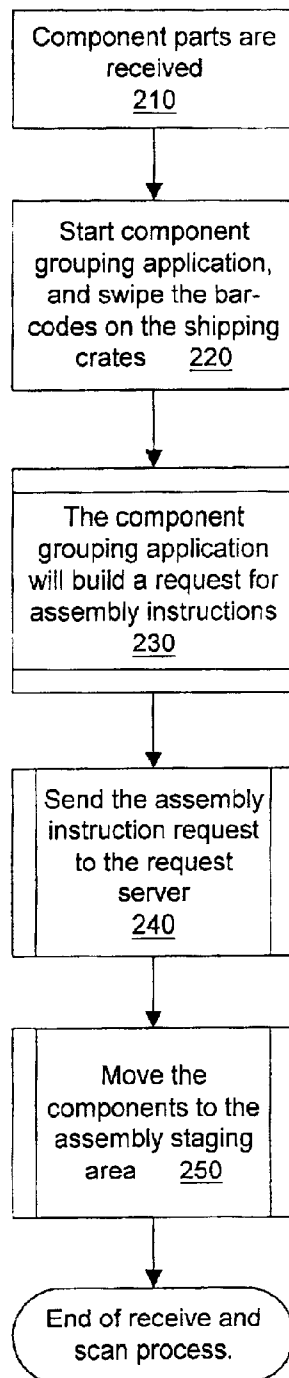 Component parts are
received
210
Start component
grouping application,
and swipe the bar-
codes on the shipping
crates 220
The component
grouping application
will build a request for
assembly instructions
230
Send the assembly
instruction request
to the request
server
240
Move the
components to the
assembly staging
area 250
End of receive and
scan process.